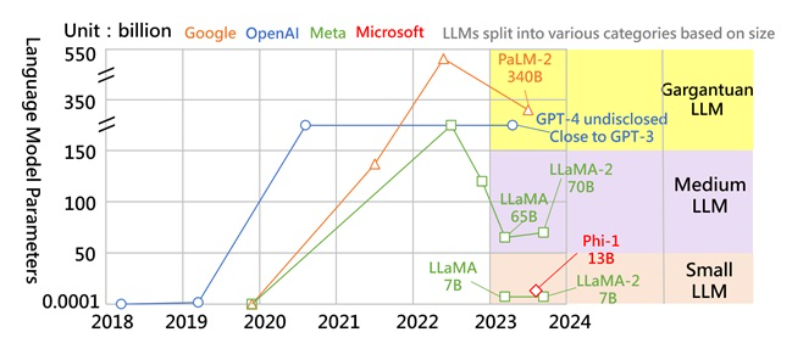 Unit : billion Google OpenAI Meta Microsoft LLMs split into various categories based on size
Language Model Parameters
550
350
150
100
50
0.0001
2018 2019 2020 2021 2022 2023 2024
PaLM-2
340B
GPT-4 undisclosed
Close to GPT-3
LLaMA-2
70B
LLaMA
65B
Phi-1
13B
LLaMA
7B
LLaMA-2
7B
Gargantuan
LLM
Medium
LLM
Small
LLM